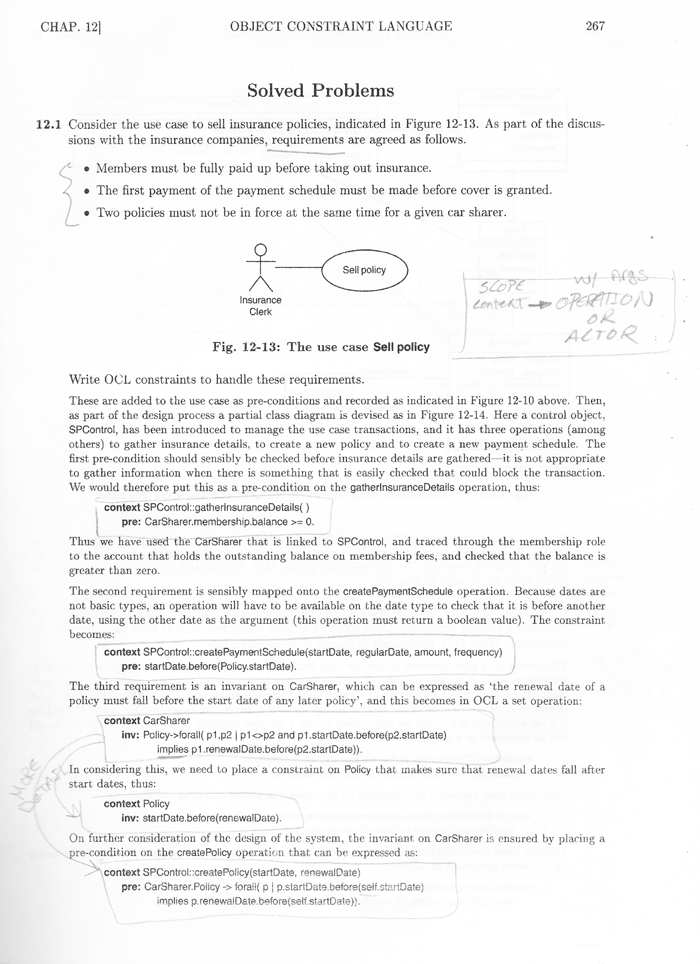 CHAP. 12]
OBJECT CONSTRAINT LANGUAGE
267
Solved Problems
12.1 Consider the use case to sell insurance policies, indicated in Figure 12-13. As part of the discus-
sions with the insurance companies, requirements are agreed as follows.
• Members must be fully paid up before taking out insurance.
• The first payment of the payment schedule must be made before cover is granted.
• Two policies must not be in force at the same time for a given car sharer.
Sell policy
Insurance
Clerk
SCOPE w/ ARGS
context → OPERATION
OR
ACTOR
Fig. 12-13: The use case Sell policy
Write OCL constraints to handle these requirements.
These are added to the use case as pre-conditions and recorded as indicated in Figure 12-10 above. Then,
as part of the design process a partial class diagram is devised as in Figure 12-14. Here a control object,
SPControl, has been introduced to manage the use case transactions, and it has three operations (among
others) to gather insurance details, to create a new policy and to create a new payment schedule. The
first pre-condition should sensibly be checked before insurance details are gathered—it is not appropriate
to gather information when there is something that is easily checked that could block the transaction.
We would therefore put this as a pre-condition on the gatherInsuranceDetails operation, thus:
context SPControl::gatherInsuranceDetails( )
pre: CarSharer.membership.balance >= 0.
Thus we have used the CarSharer that is linked to SPControl, and traced through the membership role
to the account that holds the outstanding balance on membership fees, and checked that the balance is
greater than zero.
The second requirement is sensibly mapped onto the createPaymentSchedule operation. Because dates are
not basic types, an operation will have to be available on the date type to check that it is before another
date, using the other date as the argument (this operation must return a boolean value). The constraint
becomes:
context SPControl::createPaymentSchedule(startDate, regularDate, amount, frequency)
pre: startDate.before(Policy.startDate).
The third requirement is an invariant on CarSharer, which can be expressed as 'the renewal date of a
policy must fall before the start date of any later policy', and this becomes in OCL a set operation:
context CarSharer
inv: Policy->forall( p1,p2 | p1<>p2 and p1.startDate.before(p2.startDate)
implies p1.renewalDate.before(p2.startDate)).
MORE
In considering this, we need to place a constraint on Policy that makes sure that renewal dates fall after
start dates, thus:
context Policy
inv: startDate.before(renewalDate).
On further consideration of the design of the system, the invariant on CarSharer is ensured by placing a
pre-condition on the createPolicy operation that can be expressed as:
context SPControl::createPolicy(startDate, renewalDate)
pre: CarSharer.Policy -> forall( p | p.startDate.before(self.startDate)
implies p.renewalDate.before(self.startDate)).